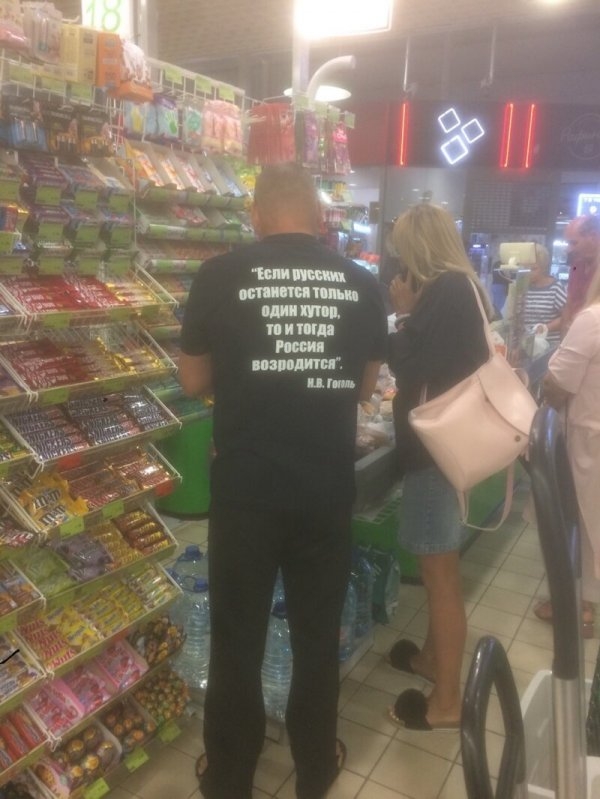 18
"Если русских
останется только
один хутор,
то и тогда
Россия
возродится".
Н.В. Гоголь